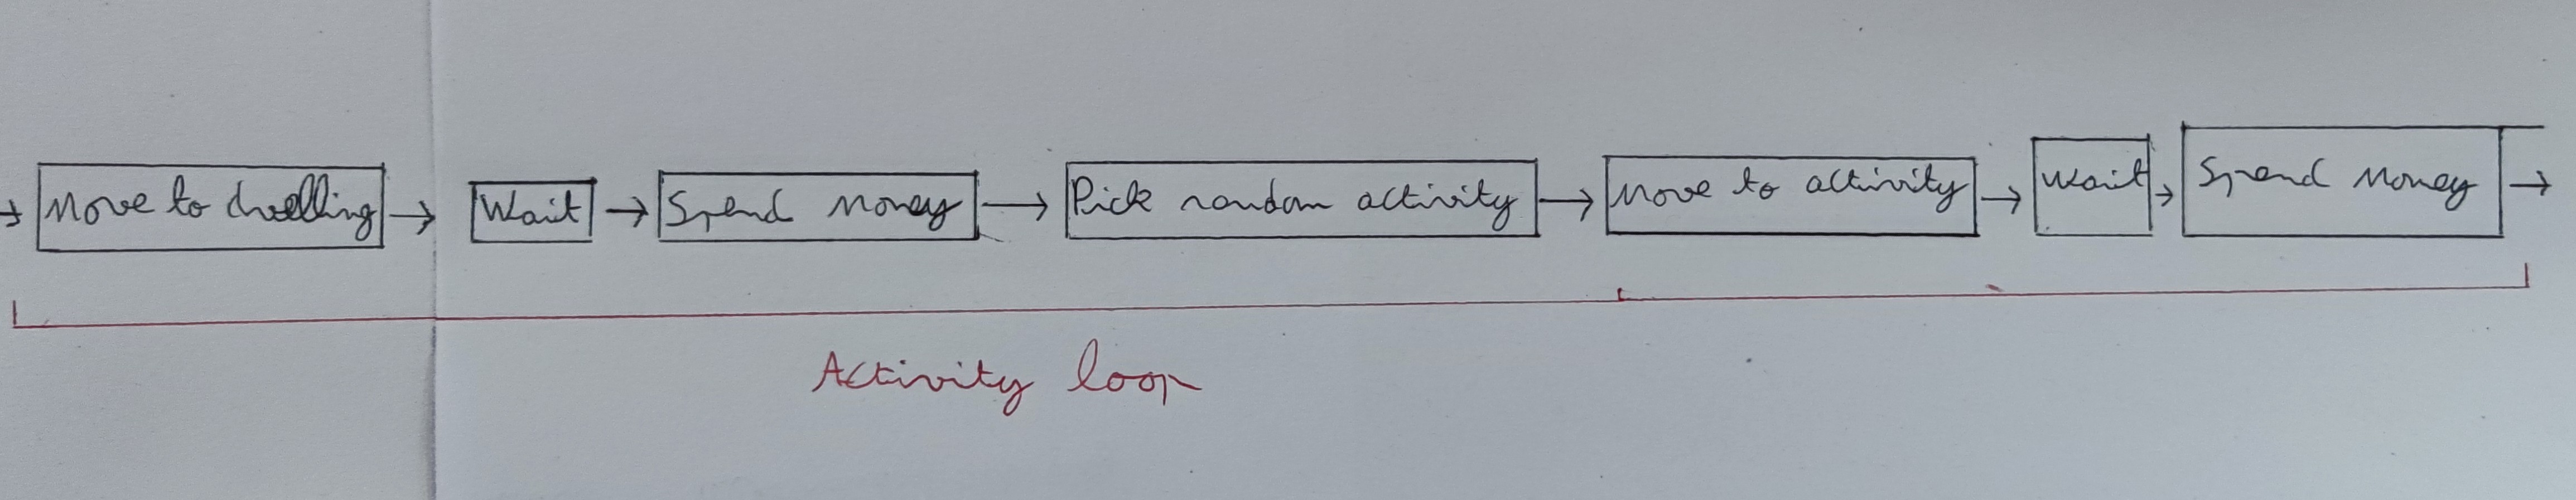 Move to dwelling
Wait
Spend money
Pick random activity
Move to activity
Wait
Spend money
Activity loop